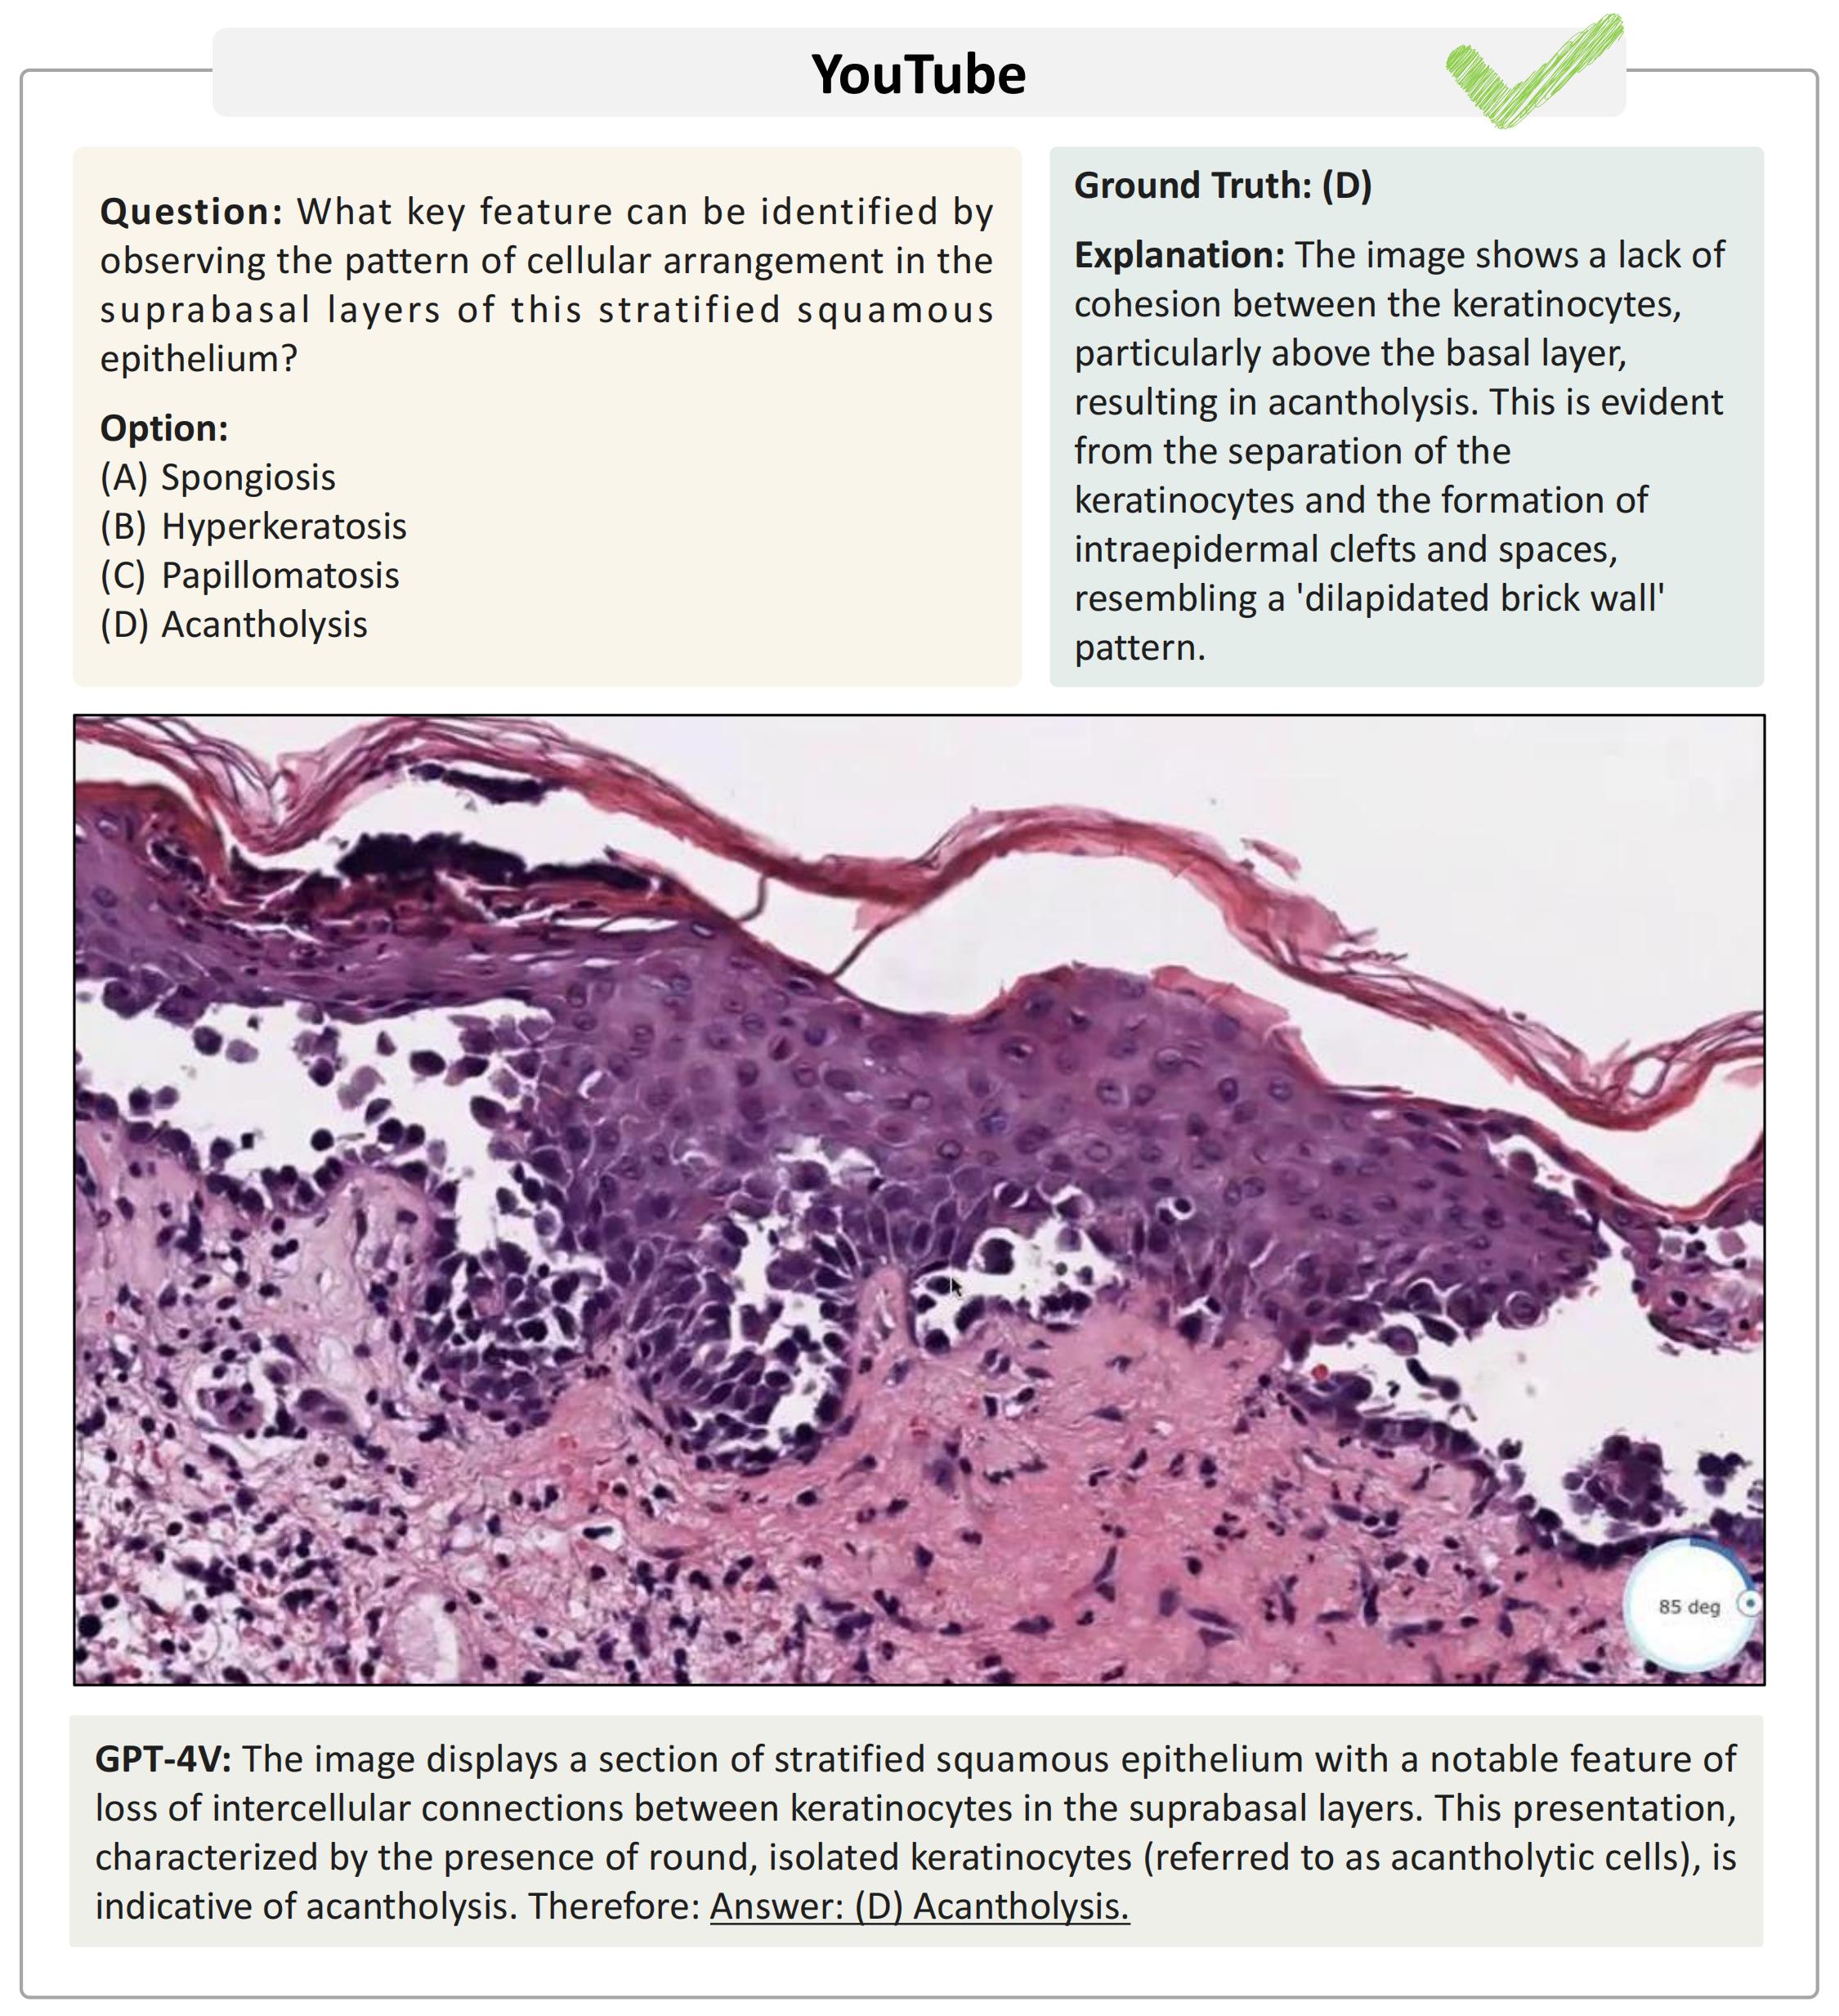 YouTube
Question: What key feature can be identified by
observing the pattern of cellular arrangement in the
suprabasal layers of this stratified squamous
epithelium?
Option:
(A) Spongiosis
(B) Hyperkeratosis
(C) Papillomatosis
(D) Acantholysis
Ground Truth: (D)
Explanation: The image shows a lack of
cohesion between the keratinocytes,
particularly above the basal layer,
resulting in acantholysis. This is evident
from the separation of the
keratinocytes and the formation of
intraepidermal clefts and spaces,
resembling a 'dilapidated brick wall'
pattern.
85 deg
GPT-4V: The image displays a section of stratified squamous epithelium with a notable feature of
loss of intercellular connections between keratinocytes in the suprabasal layers. This presentation,
characterized by the presence of round, isolated keratinocytes (referred to as acantholytic cells), is
indicative of acantholysis. Therefore: Answer: (D) Acantholysis.